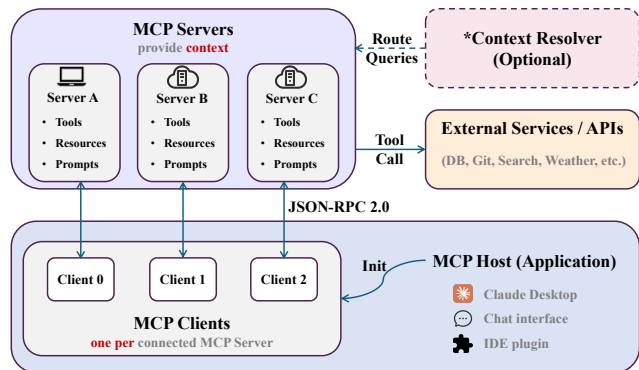 MCP Servers
provide context
Server A
• Tools
• Resources
• Prompts
Server B
• Tools
• Resources
• Prompts
Server C
• Tools
• Resources
• Prompts
Route
Queries
*Context Resolver
(Optional)
Tool
Call
External Services / APIs
(DB, Git, Search, Weather, etc.)
JSON-RPC 2.0
Client 0
Client 1
Client 2
MCP Clients
one per connected MCP Server
Init
MCP Host (Application)
Claude Desktop
Chat interface
IDE plugin